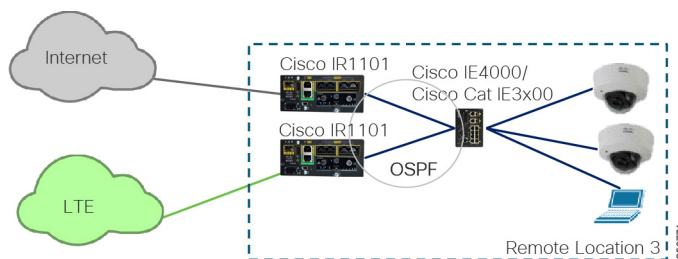 Internet
Cisco IR1101
Cisco IE4000/
Cisco Cat IE3x00
Cisco IR1101
OSPF
LTE
Remote Location 3